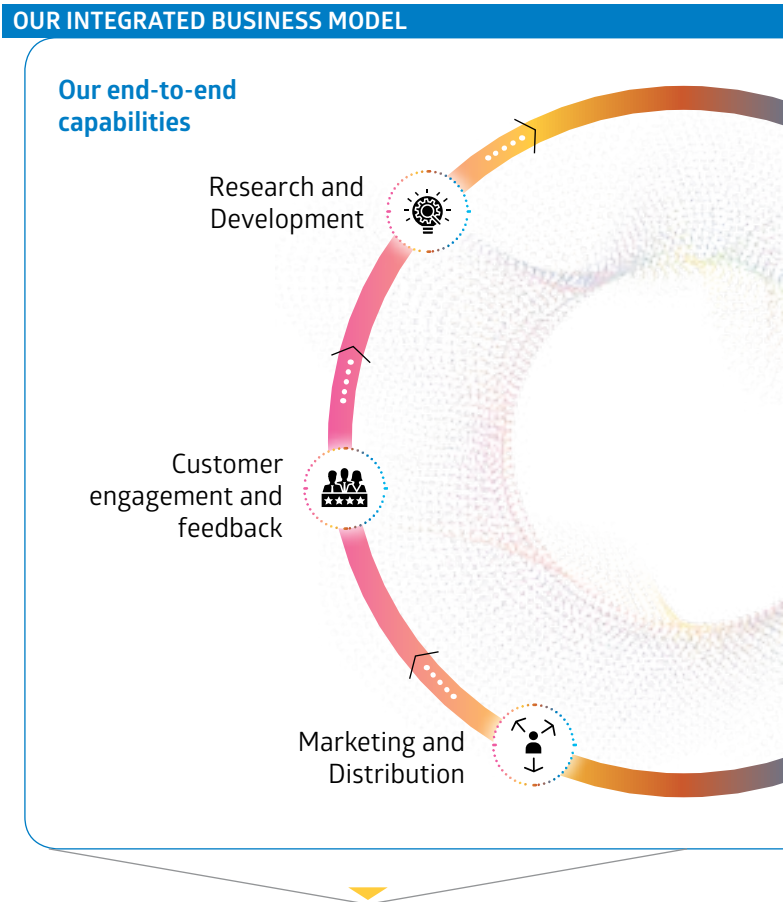 OUR INTEGRATED BUSINESS MODEL
Our end-to-end
capabilities
Research and
Development
Customer
engagement and
feedback
Marketing and
Distribution